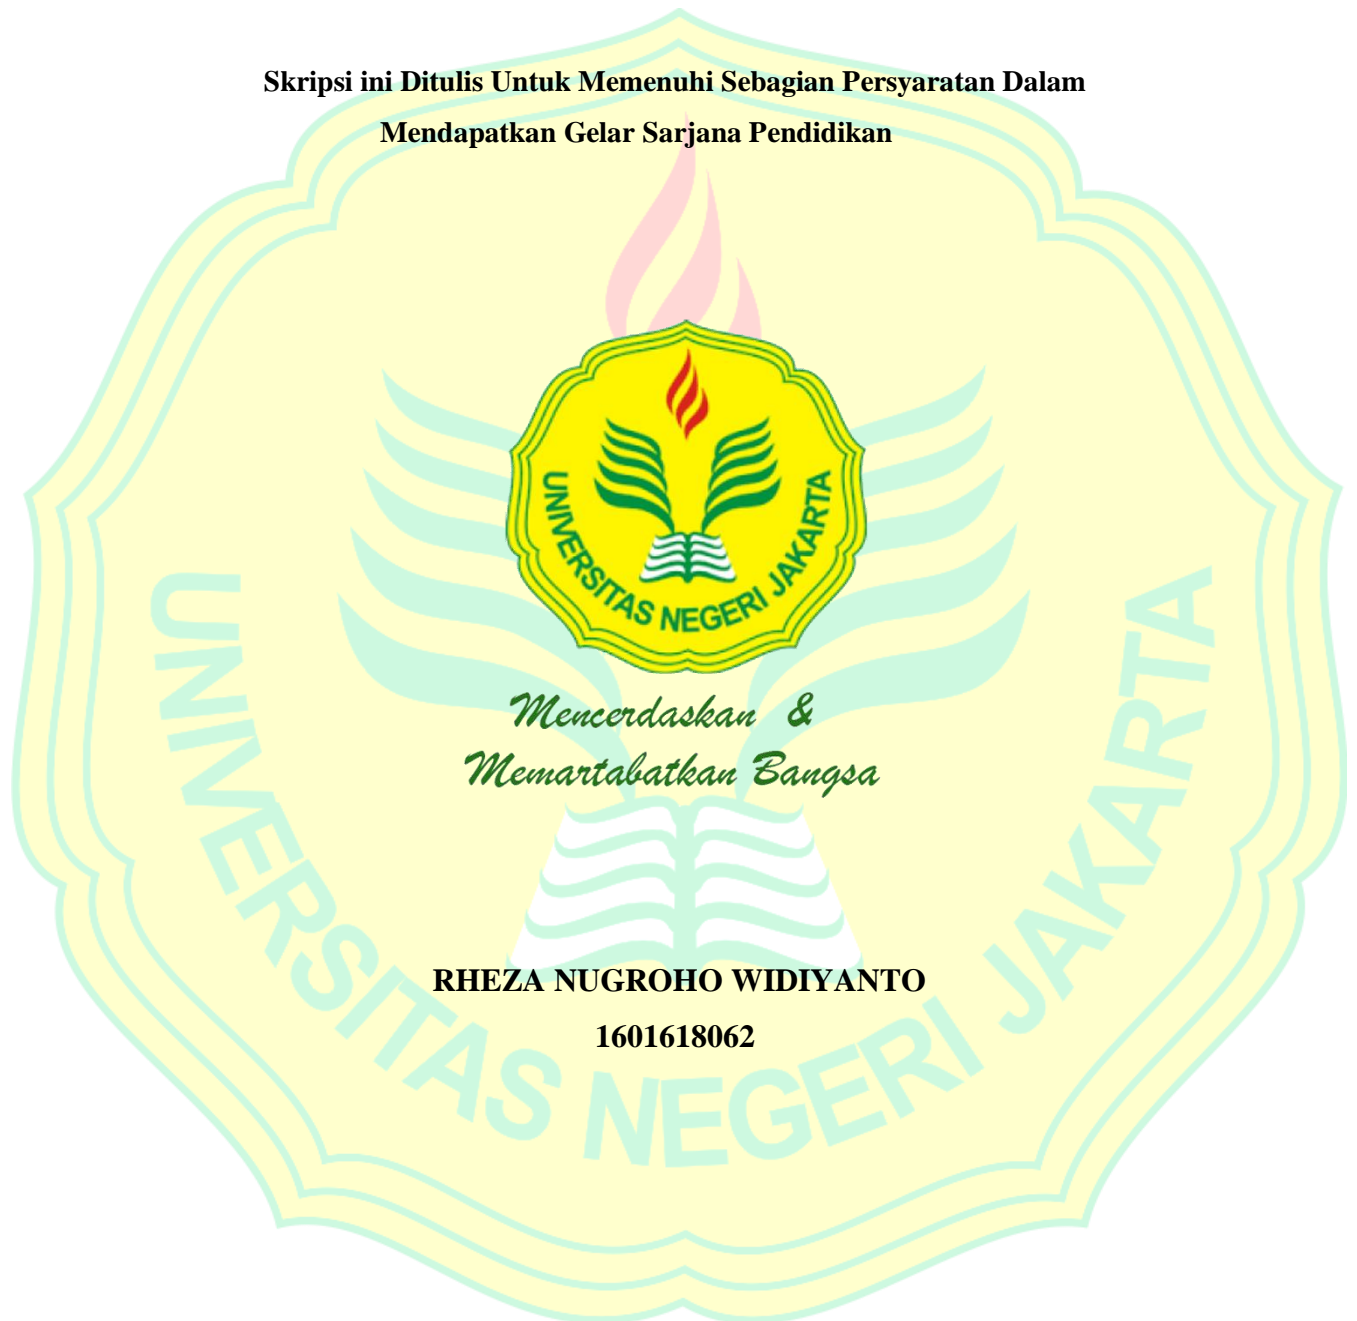 Skripsi ini Ditulis Untuk Memenuhi Sebagian Persyaratan Dalam
Mendapatkan Gelar Sarjana Pendidikan
UNIVERSITAS NEGERI JAKARTA
Mencerdaskan &
Memartabatkan Bangsa
RHEZA NUGROHO WIDIYANTO
1601618062
UNIVERSITAS NEGERI JAKARTA